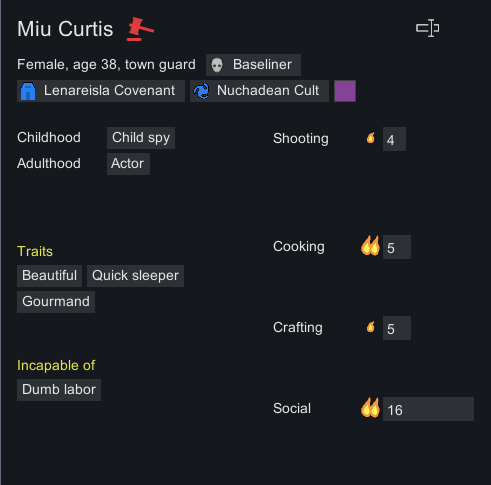 Miu Curtis
Female, age 38, town guard Baseliner
Lenareisla Covenant Nuchadean Cult
Childhood Child spy
Adulthood Actor
Traits
Beautiful Quick sleeper
Gourmand
Incapable of
Dumb labor
Shooting 4
Cooking 5
Crafting 5
Social 16